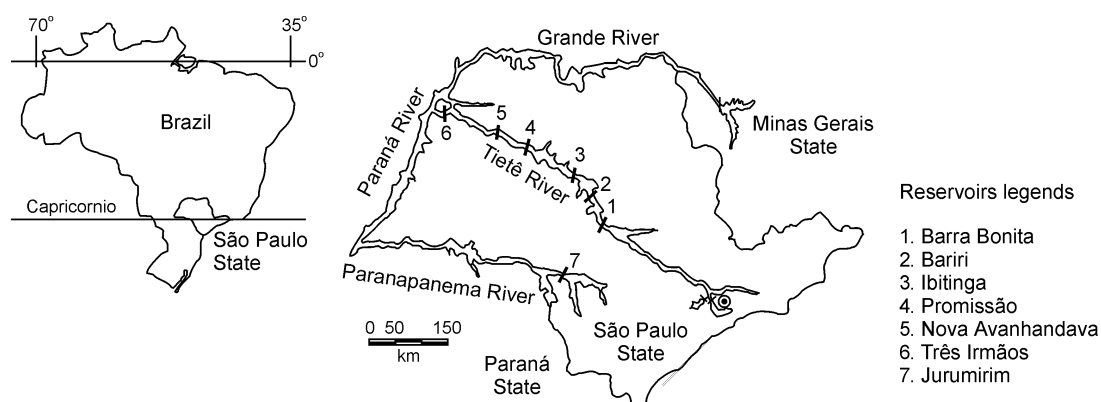 70°
35°
0°
Brazil
Capricornio
São Paulo
State
Grande River
Paraná River
Minas Gerais
State
6
5
4
Tietê River
3
2
1
Paranapanema River
7
0 50 150
km
São Paulo
State
Paraná
State
Reservoirs legends
1. Barra Bonita
2. Bariri
3. Ibitinga
4. Promissão
5. Nova Avanhandava
6. Três Irmãos
7. Jurumirim